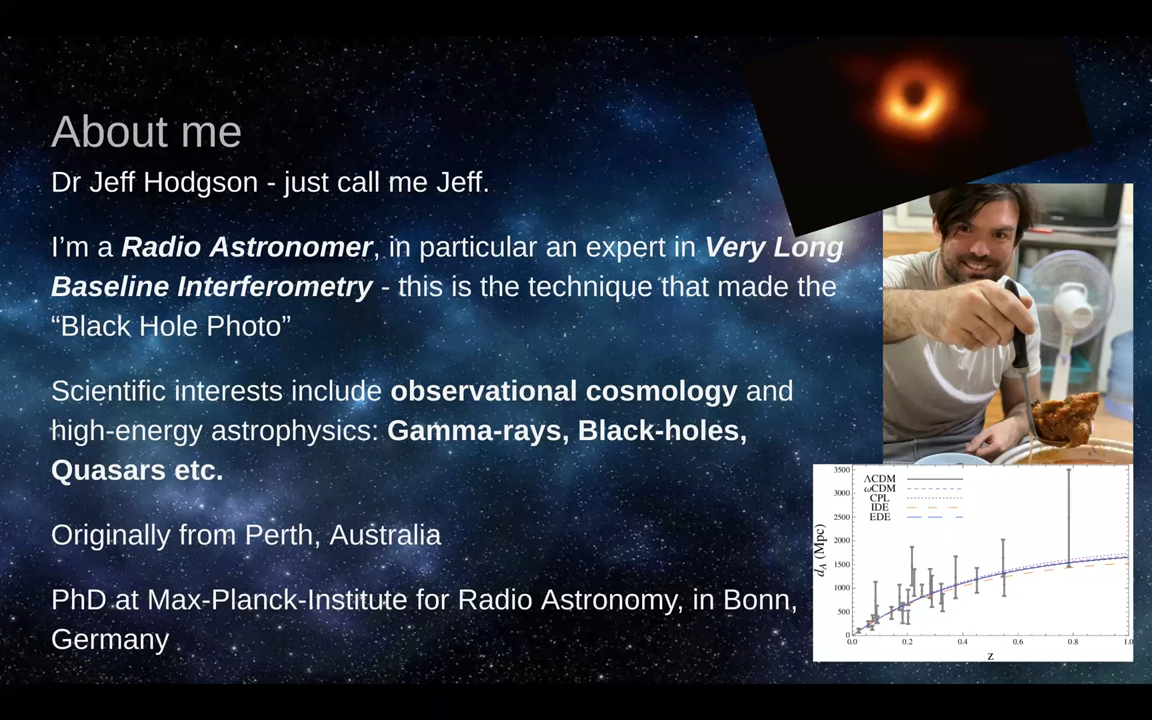 About me
Dr Jeff Hodgson - just call me Jeff.
I’m a Radio Astronomer, in particular an expert in Very Long
Baseline Interferometry - this is the technique that made the
“Black Hole Photo”
Scientific interests include observational cosmology and
high-energy astrophysics: Gamma-rays, Black-holes,
Quasars etc.
Originally from Perth, Australia
PhD at Max-Planck-Institute for Radio Astronomy, in Bonn,
Germany
ΛCDM
ωCDM
CPL
IDE
EDE
d_A (Mpc)
3500
3000
2500
2000
1500
1000
500
0
0.0 0.2 0.4 0.6 0.8 1.0
z